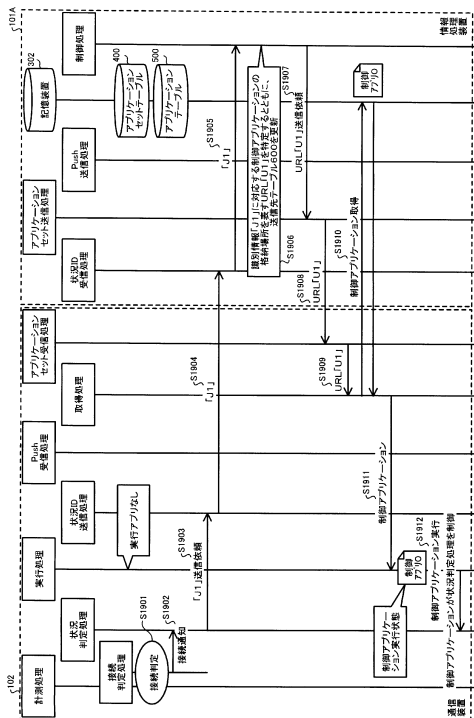 102
通信
装置
計測処理
接続
判定処理
接続判定
S1901
状況
判定処理
S1902
接続通知
実行処理
実行アプリなし
状況ID
送信処理
S1903
「J1」送信依頼
Push
受信処理
取得処理
アプリケーション
セット受信処理
S1904
「J1」
101A
情報
処理
装置
状況ID
受信処理
アプリケーション
セット送信処理
Push
送信処理
302
記憶装置
制御処理
400
アプリケーション
セットテーブル
500
アプリケーション
テーブル
S1905
「J1」
識別情報「J1」に対応する制御アプリケーションの
格納場所を表すURL「U1」を特定するとともに、
送信先テーブル600を更新
S1906
S1907
URL「U1」送信依頼
S1908
URL「U1」
S1909
URL「U1」
制御
アプリ0
S1910
制御アプリケーション取得
S1911
制御アプリケーション
制御
アプリ0
制御アプリケー
ション実行状態
S1912
制御アプリケーション実行
制御アプリケーションが状況判定処理を制御